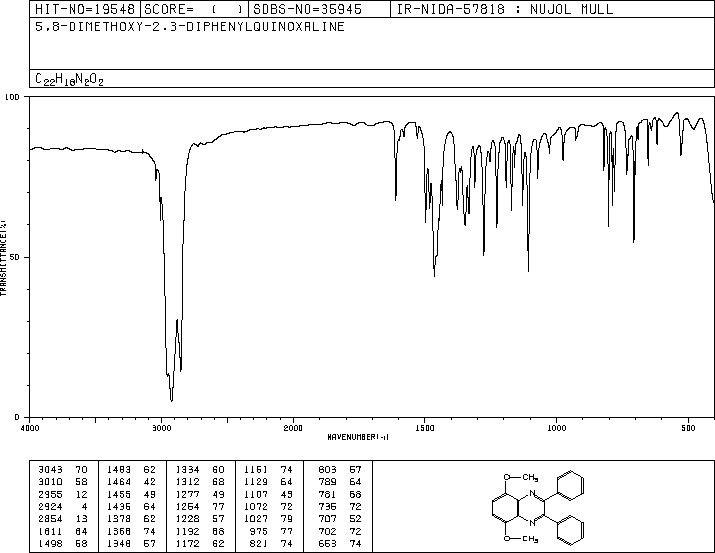 HIT-NO=19548 SCORE= ( ) SDBS-NO=35945 IR-NIDA-57818 : NUJOL MULL
5,8-DIMETHOXY-2,3-DIPHENYLQUINOXALINE
C22H18N2O2
100
50
0
TRANSMITTANCE(%)
4000 3000 2000 1500 1000 500
WAVENUMBER(-1)
3043 70 1483 62 1334 60 1151 74 803 57
3010 58 1464 42 1312 68 1129 64 789 64
2955 12 1455 49 1277 49 1107 43 781 68
2924 4 1436 64 1254 77 1072 72 735 72
2854 13 1378 62 1228 57 1027 79 707 52
1611 64 1368 74 1192 68 975 77 702 72
1498 58 1348 57 1172 62 821 74 653 74
O—CH3
N
N
O—CH3